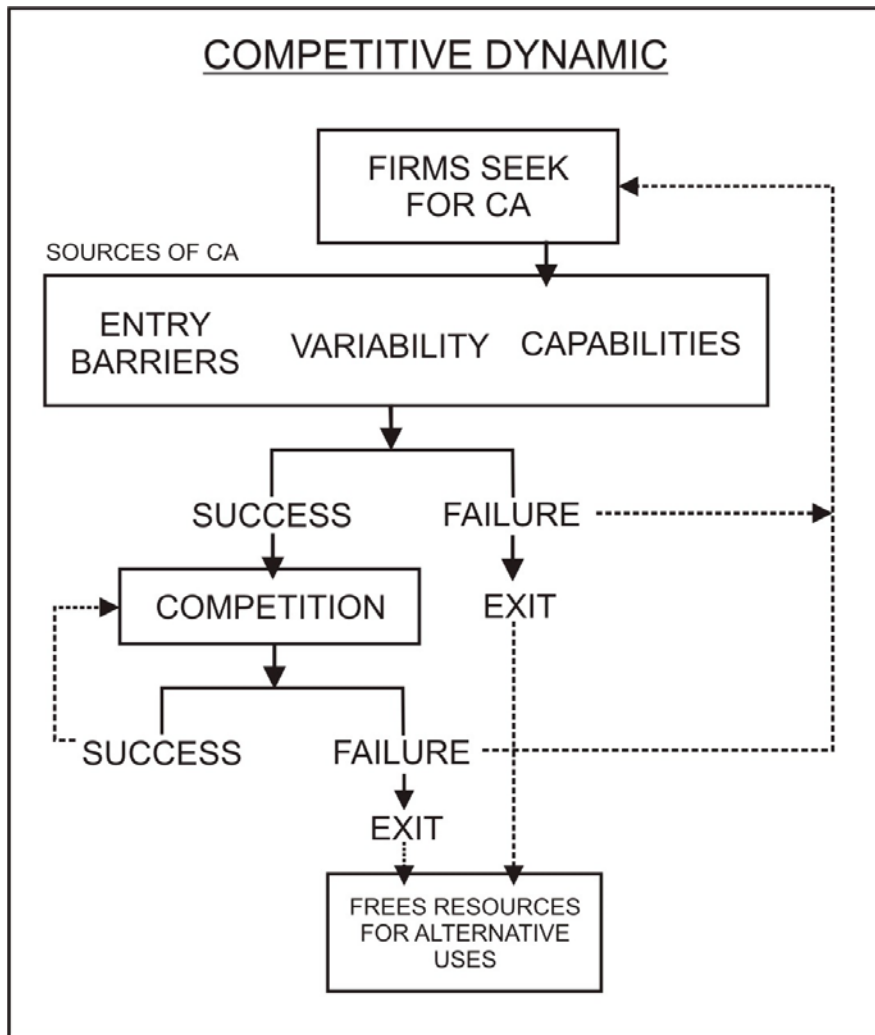 COMPETITIVE DYNAMIC
FIRMS SEEK
FOR CA
SOURCES OF CA
ENTRY
BARRIERS
VARIABILITY
CAPABILITIES
SUCCESS
FAILURE
COMPETITION
EXIT
SUCCESS
FAILURE
EXIT
FREES RESOURCES
FOR ALTERNATIVE
USES